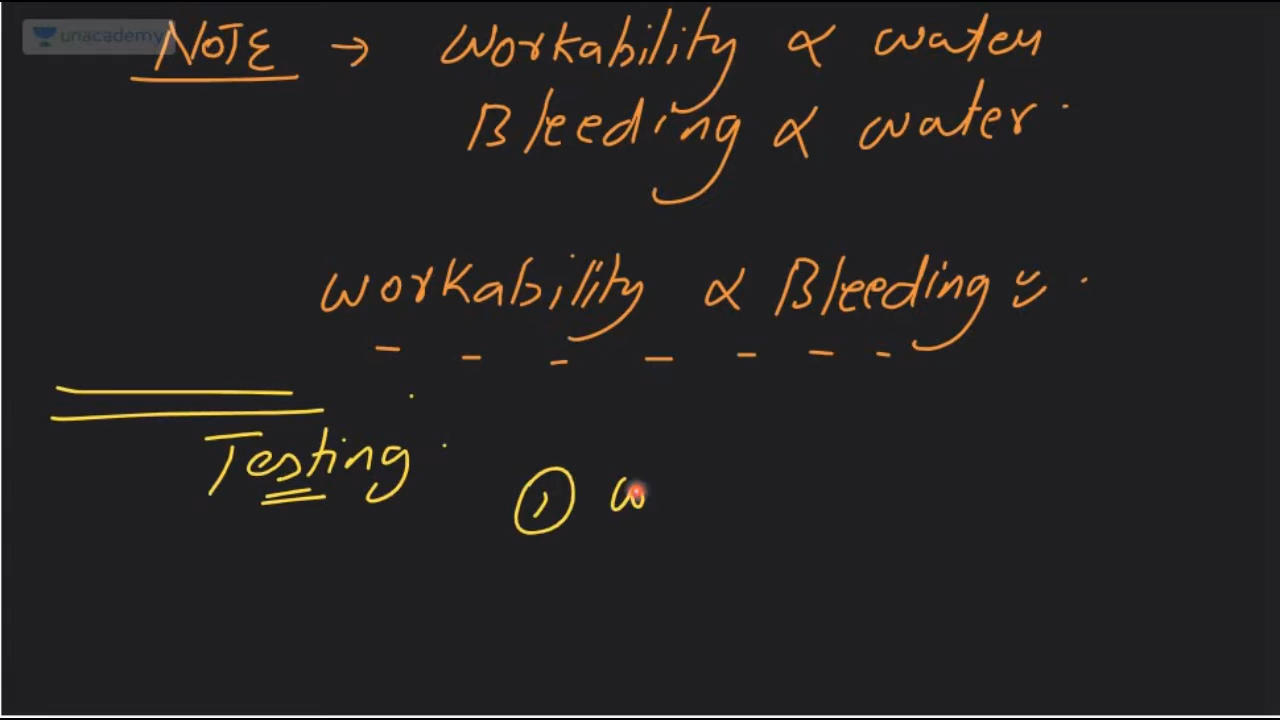 unacademy
NOTE → Workability ∝ water
Bleeding ∝ water.
Workability ∝ Bleeding.
Testing
① w